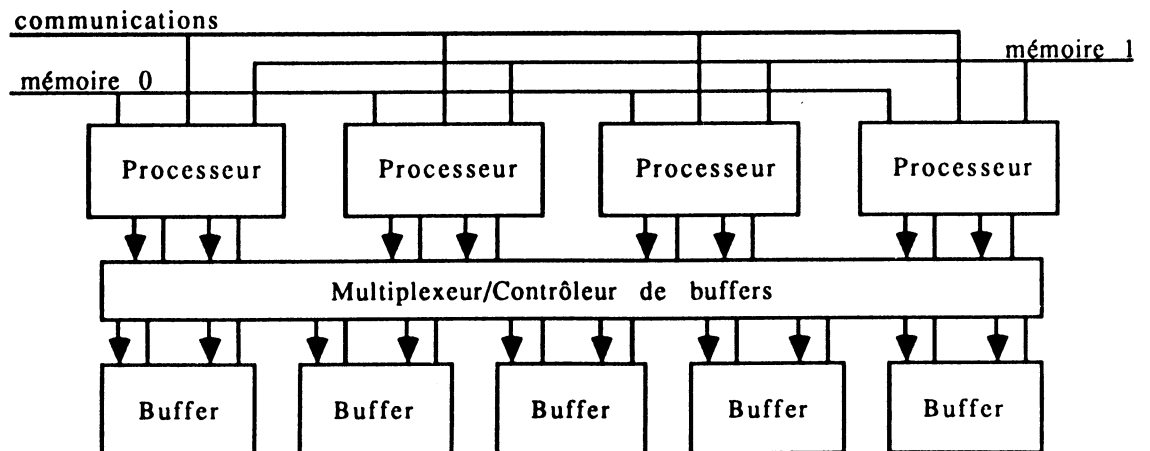 communications
mémoire 1
mémoire 0
Processeur Processeur Processeur Processeur
Multiplexeur/Contrôleur de buffers
Buffer Buffer Buffer Buffer Buffer